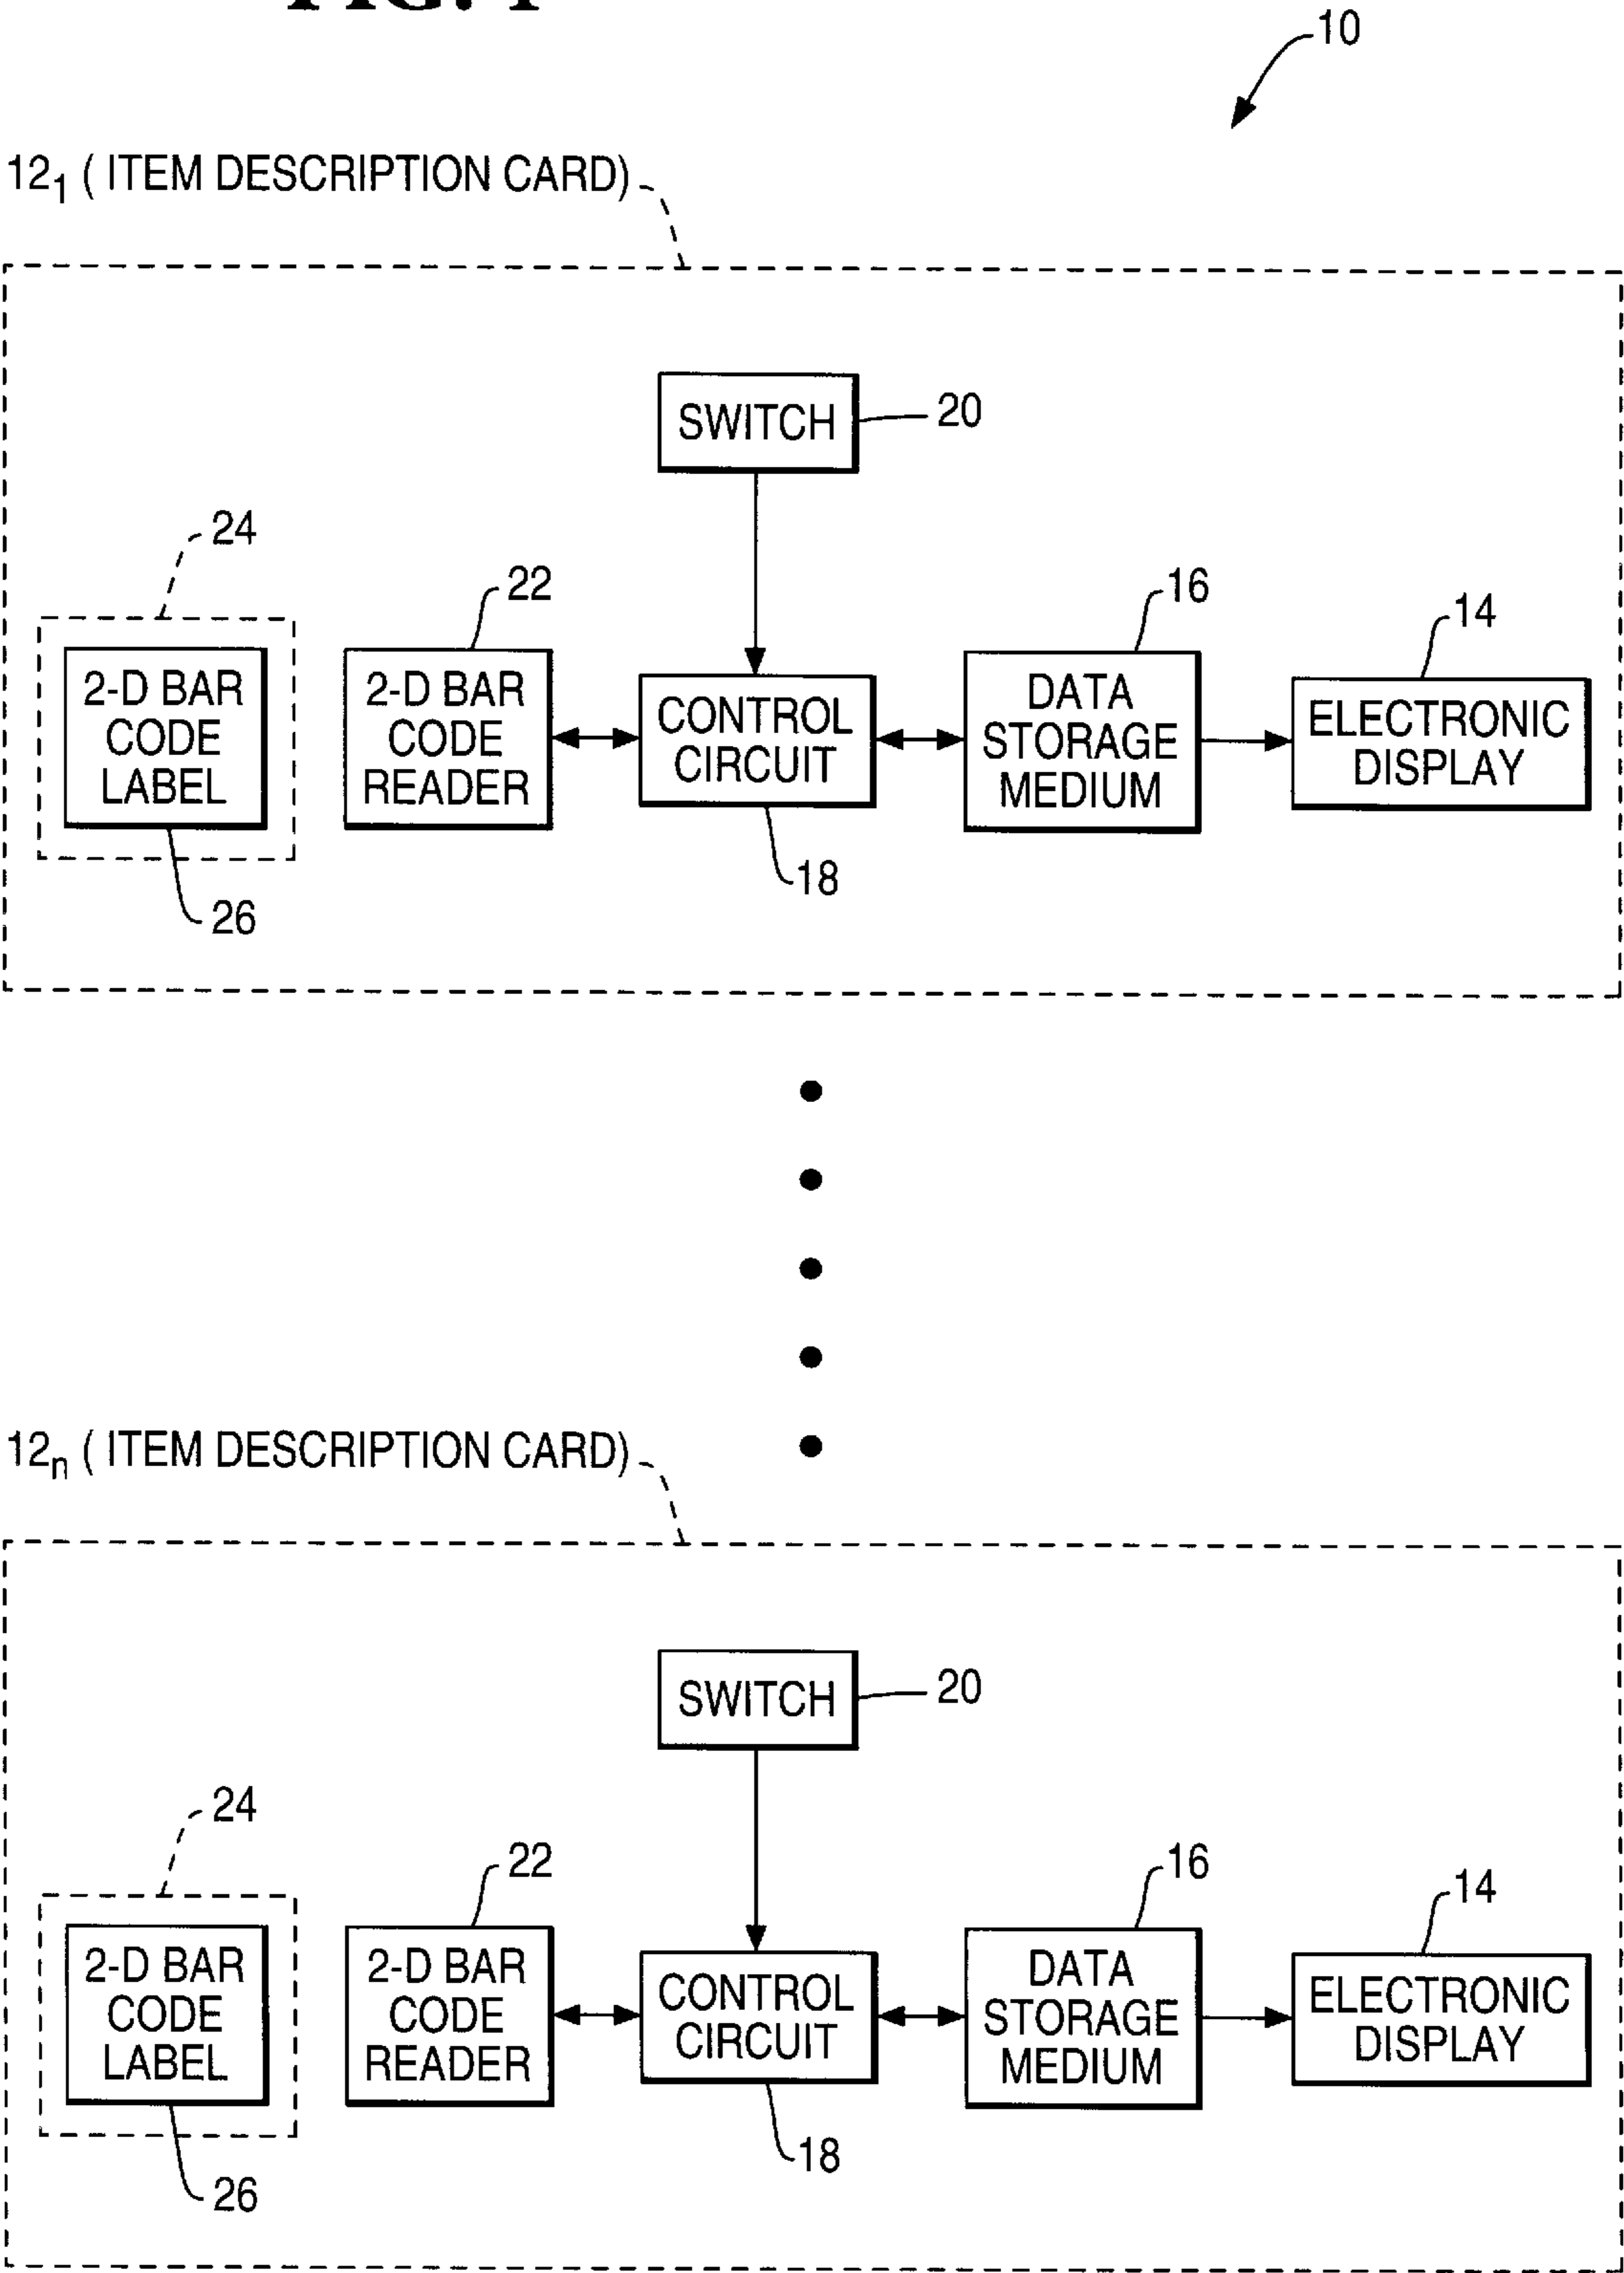 FIG. 1
10
12₁ ( ITEM DESCRIPTION CARD)
SWITCH
20
24
22
16
14
2-D BAR
CODE
LABEL
2-D BAR
CODE
READER
CONTROL
CIRCUIT
DATA
STORAGE
MEDIUM
ELECTRONIC
DISPLAY
18
26
12ₙ ( ITEM DESCRIPTION CARD)
SWITCH
20
24
22
16
14
2-D BAR
CODE
LABEL
2-D BAR
CODE
READER
CONTROL
CIRCUIT
DATA
STORAGE
MEDIUM
ELECTRONIC
DISPLAY
18
26